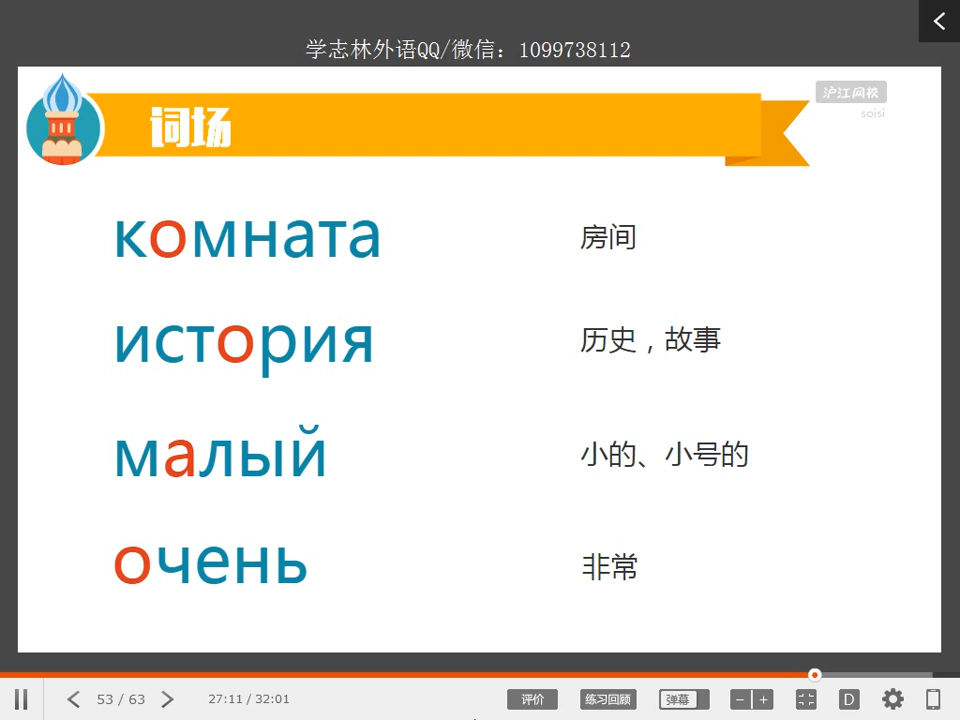 学志林外语QQ/微信：1099738112
沪江网校
soisi
词场
комната 房间
история 历史，故事
малый 小的、小号的
очень 非常
53 / 63 27:11 / 32:01 评价 练习回顾 弹幕 − + D